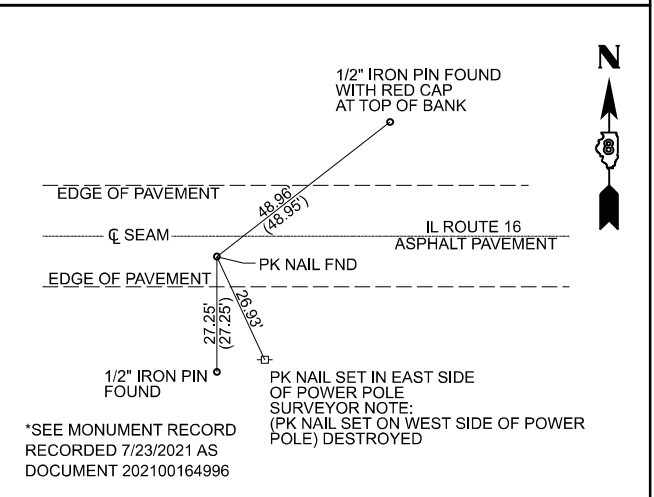 N
1/2" IRON PIN FOUND
WITH RED CAP
AT TOP OF BANK
8
EDGE OF PAVEMENT
48.96'
(48.95')
℄ SEAM
IL ROUTE 16
ASPHALT PAVEMENT
PK NAIL FND
EDGE OF PAVEMENT
27.25'
(27.25')
26.93'
1/2" IRON PIN
FOUND
PK NAIL SET IN EAST SIDE
OF POWER POLE
SURVEYOR NOTE:
(PK NAIL SET ON WEST SIDE OF POWER
POLE) DESTROYED
*SEE MONUMENT RECORD
RECORDED 7/23/2021 AS
DOCUMENT 202100164996